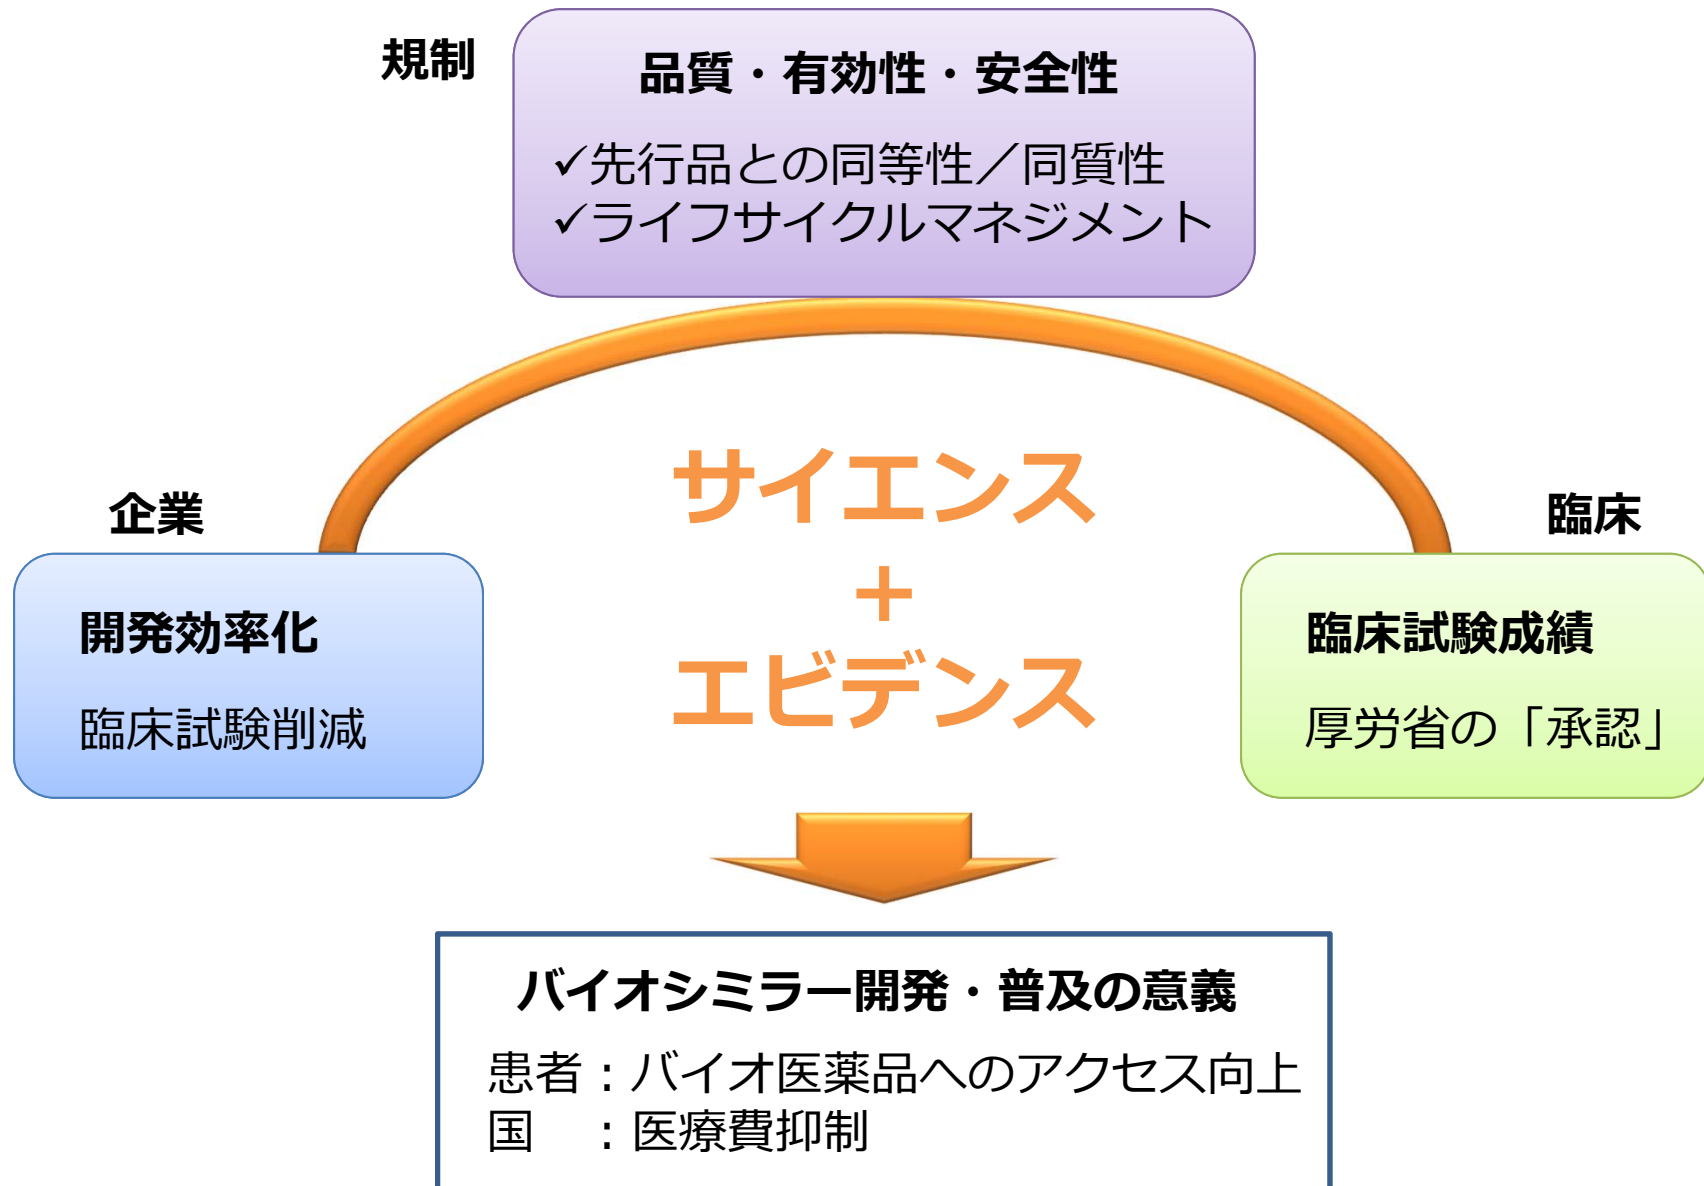 規制
品質・有効性・安全性
✓先行品との同等性／同質性
✓ライフサイクルマネジメント
サイエンス
+
エビデンス
企業
開発効率化
臨床試験削減
臨床
臨床試験成績
厚労省の「承認」
バイオシミラー開発・普及の意義
患者：バイオ医薬品へのアクセス向上
国　：医療費抑制